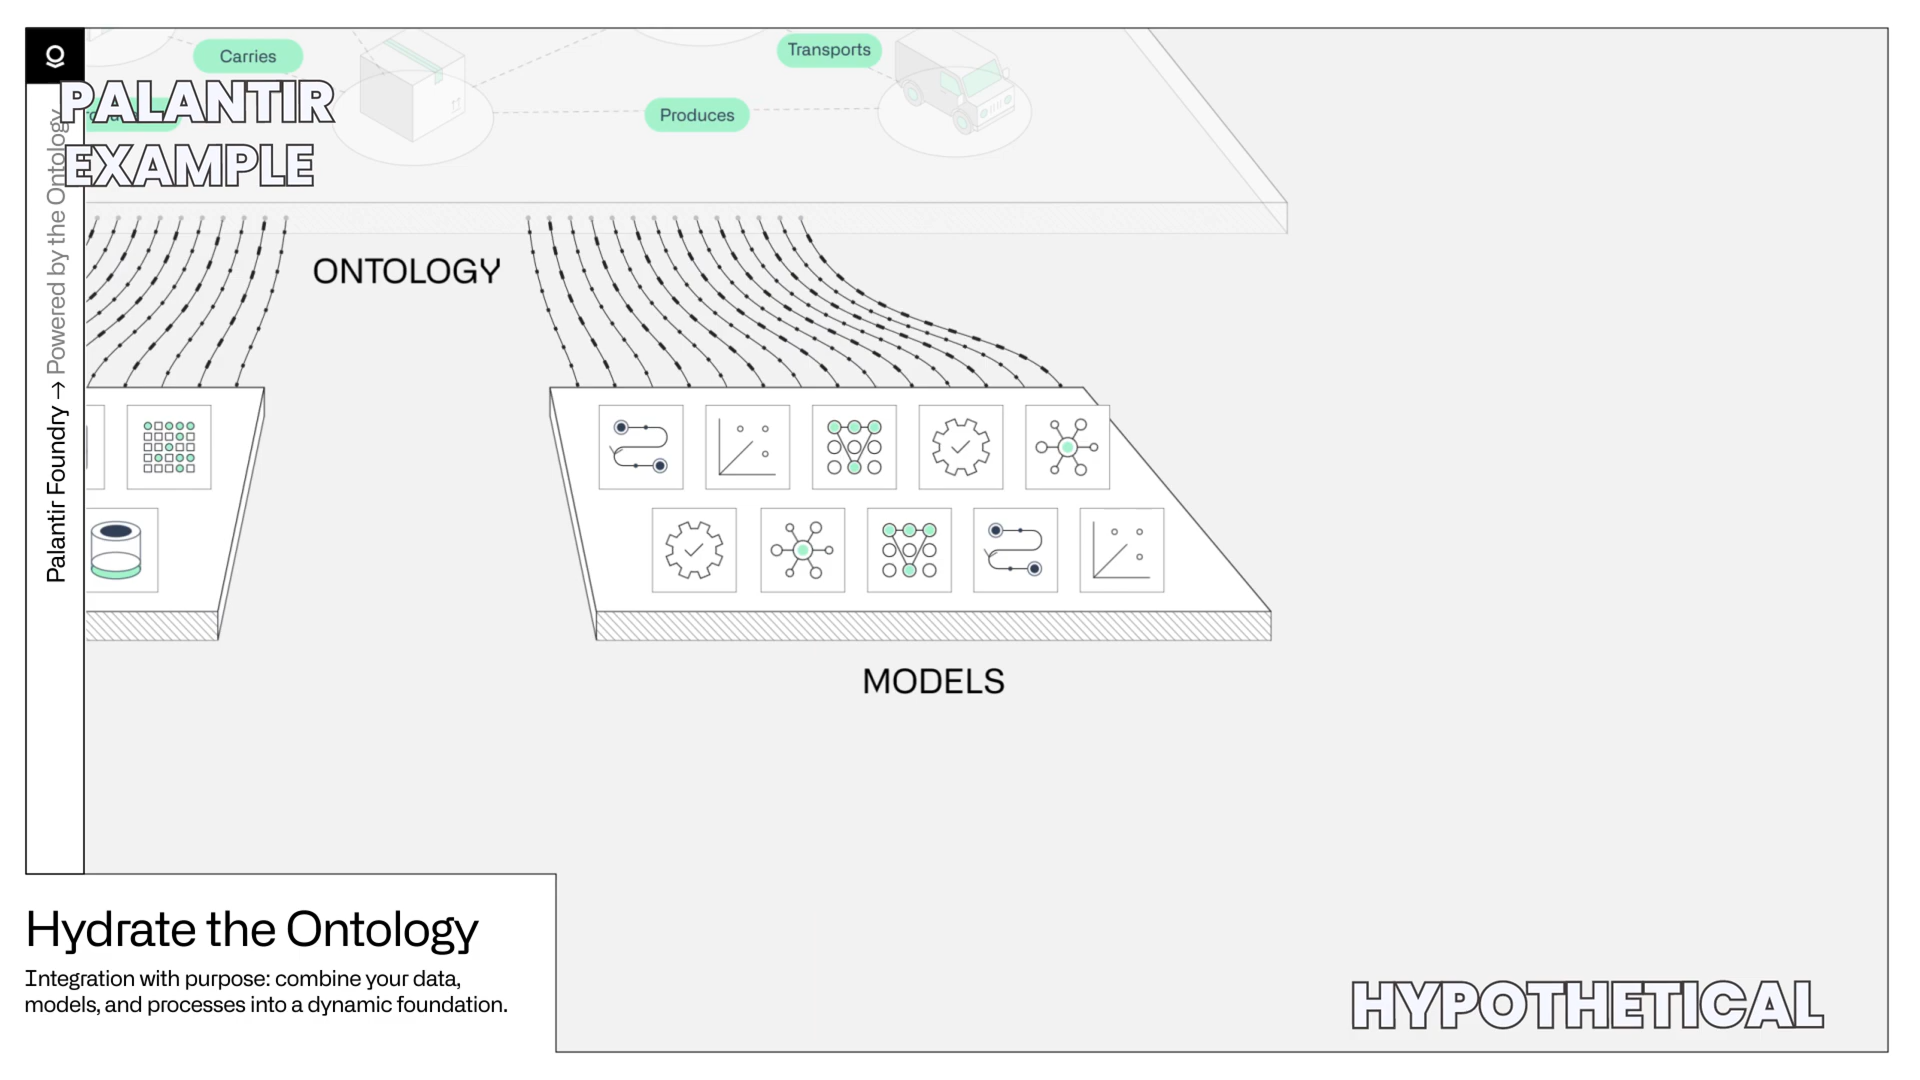 Carries
Transports
Produces
PALANTIR
EXAMPLE
Palantir Foundry → Powered by the Ontology
ONTOLOGY
MODELS
Hydrate the Ontology
Integration with purpose: combine your data,
models, and processes into a dynamic foundation.
HYPOTHETICAL